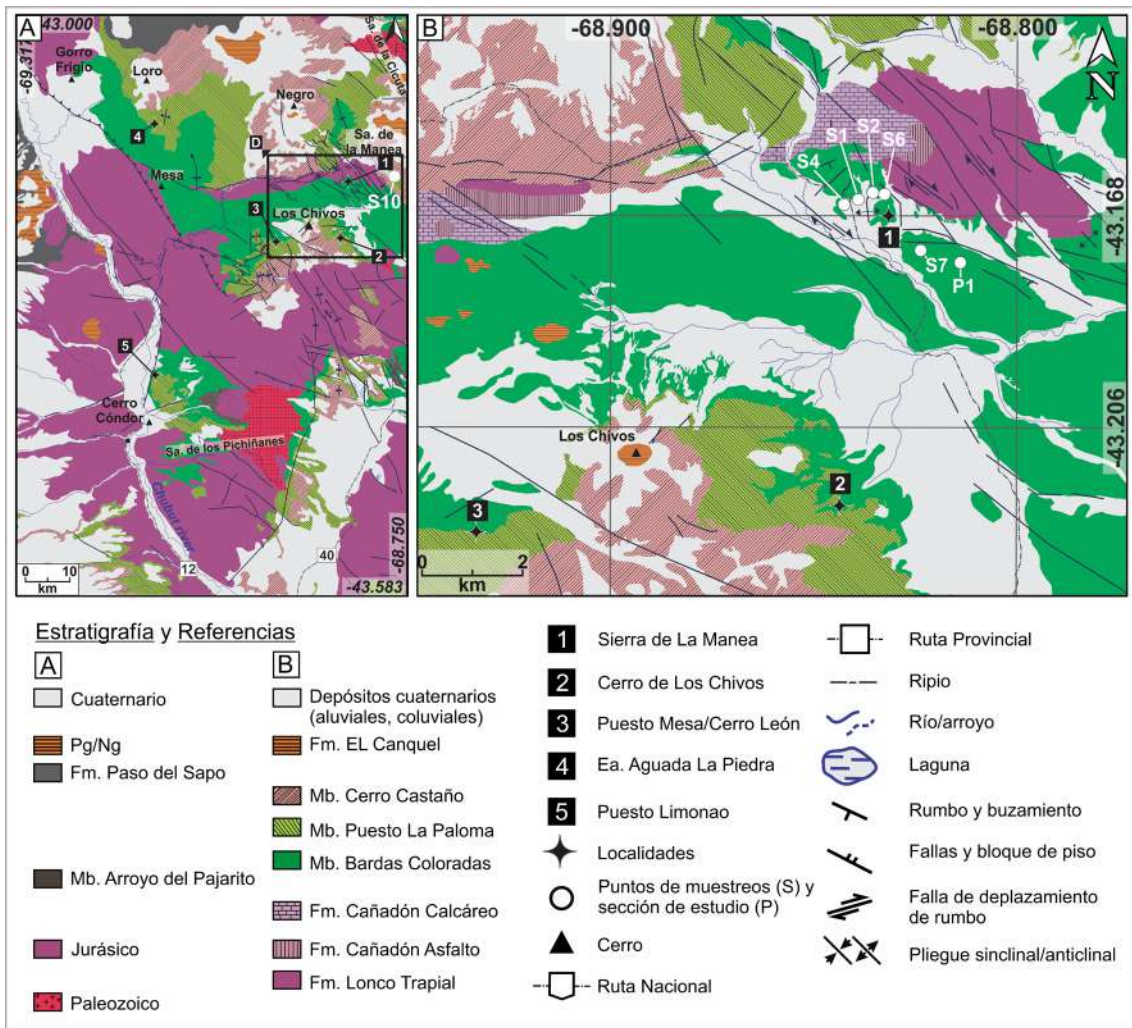 A
-43.000
-69.317
Gorro
Frigio
Loro
Sa. de la Cicuta
Negro
4
D
Sa. de
la Manea
Mesa
1
S10
3
Los Chivos
2
5
Cerro
Cóndor
Sa. de los Pichiñanes
Chubut river
12
40
-68.750
-43.583
0 10
km
B
-68.900
-68.800
N
S1
S2
S6
S4
-43.168
1
S7
P1
-43.206
Los Chivos
2
3
0 2
km
Estratigrafía y Referencias
A
Cuaternario
Pg/Ng
Fm. Paso del Sapo
Mb. Arroyo del Pajarito
Jurásico
Paleozoico
B
Depósitos cuaternarios
(aluviales, coluviales)
Fm. EL Canquel
Mb. Cerro Castaño
Mb. Puesto La Paloma
Mb. Bardas Coloradas
Fm. Cañadón Calcáreo
Fm. Cañadón Asfalto
Fm. Lonco Trapial
1 Sierra de La Manea
2 Cerro de Los Chivos
3 Puesto Mesa/Cerro León
4 Ea. Aguada La Piedra
5 Puesto Limonao
Localidades
Puntos de muestreos (S) y
sección de estudio (P)
Cerro
Ruta Nacional
Ruta Provincial
Ripio
Río/arroyo
Laguna
Rumbo y buzamiento
Fallas y bloque de piso
Falla de deplazamiento
de rumbo
Pliegue sinclinal/anticlinal